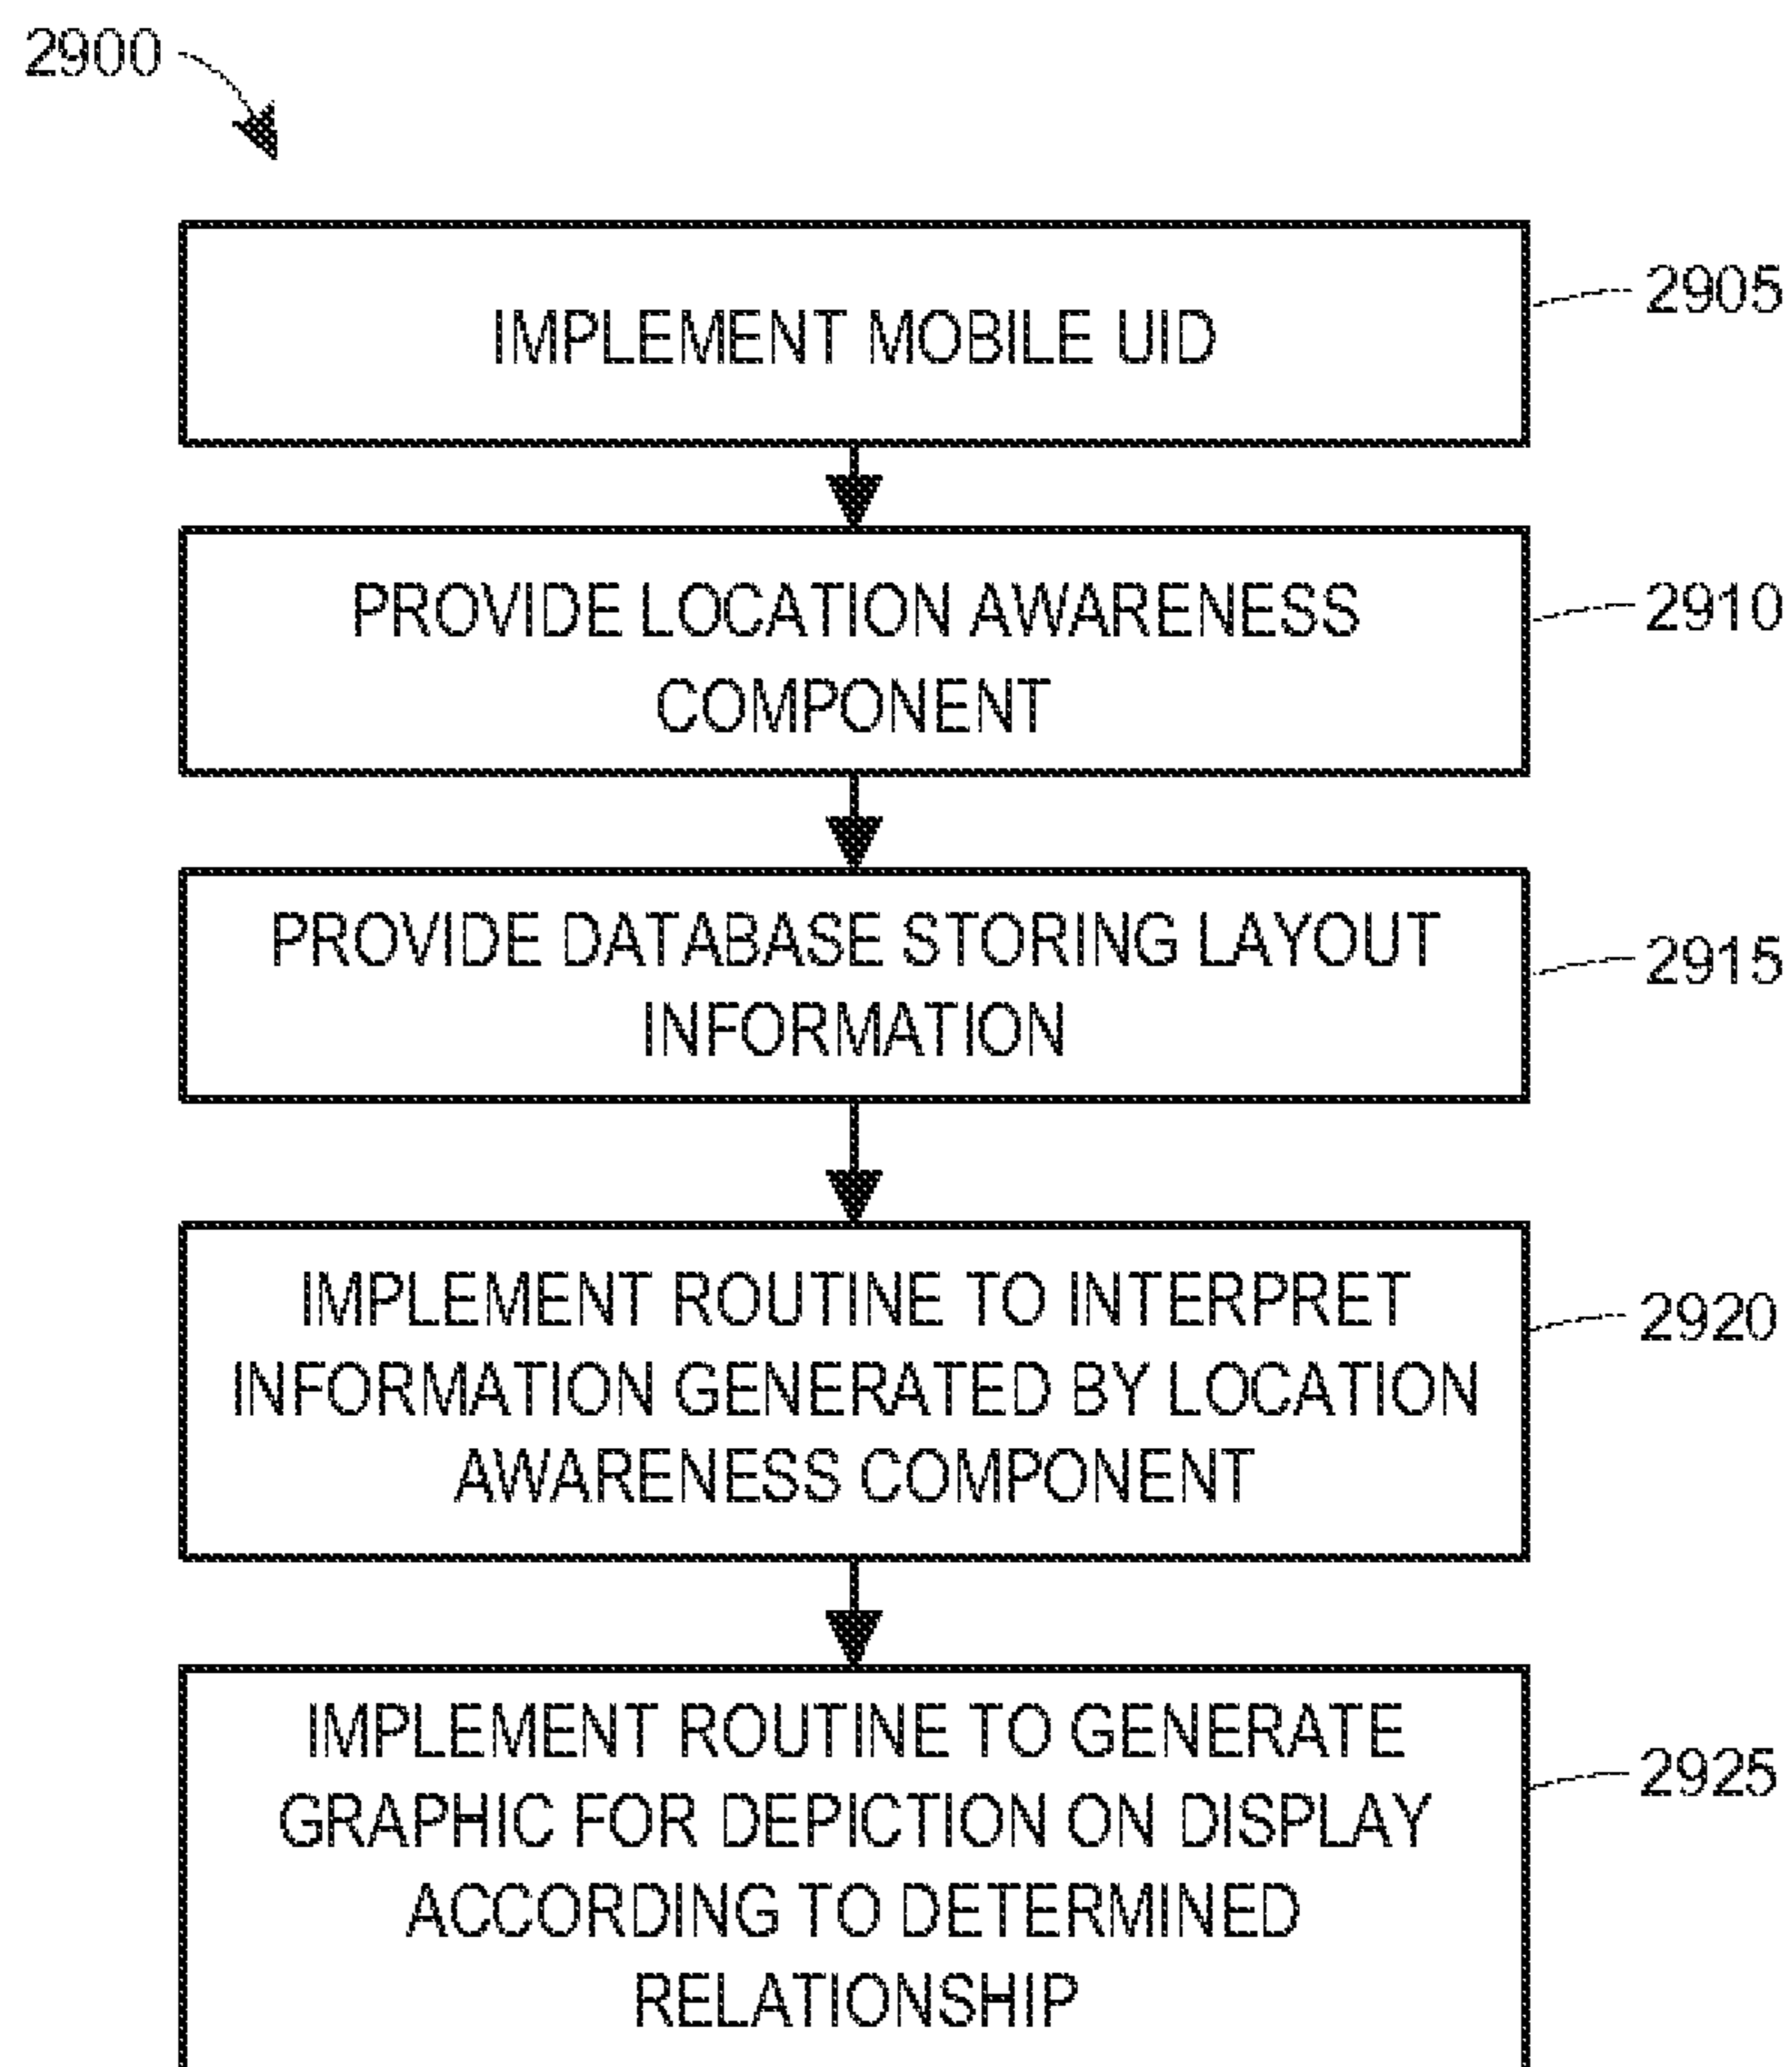 2900
IMPLEMENT MOBILE UID
2905
PROVIDE LOCATION AWARENESS
COMPONENT
2910
PROVIDE DATABASE STORING LAYOUT
INFORMATION
2915
IMPLEMENT ROUTINE TO INTERPRET
INFORMATION GENERATED BY LOCATION
AWARENESS COMPONENT
2920
IMPLEMENT ROUTINE TO GENERATE
GRAPHIC FOR DEPICTION ON DISPLAY
ACCORDING TO DETERMINED
RELATIONSHIP
2925